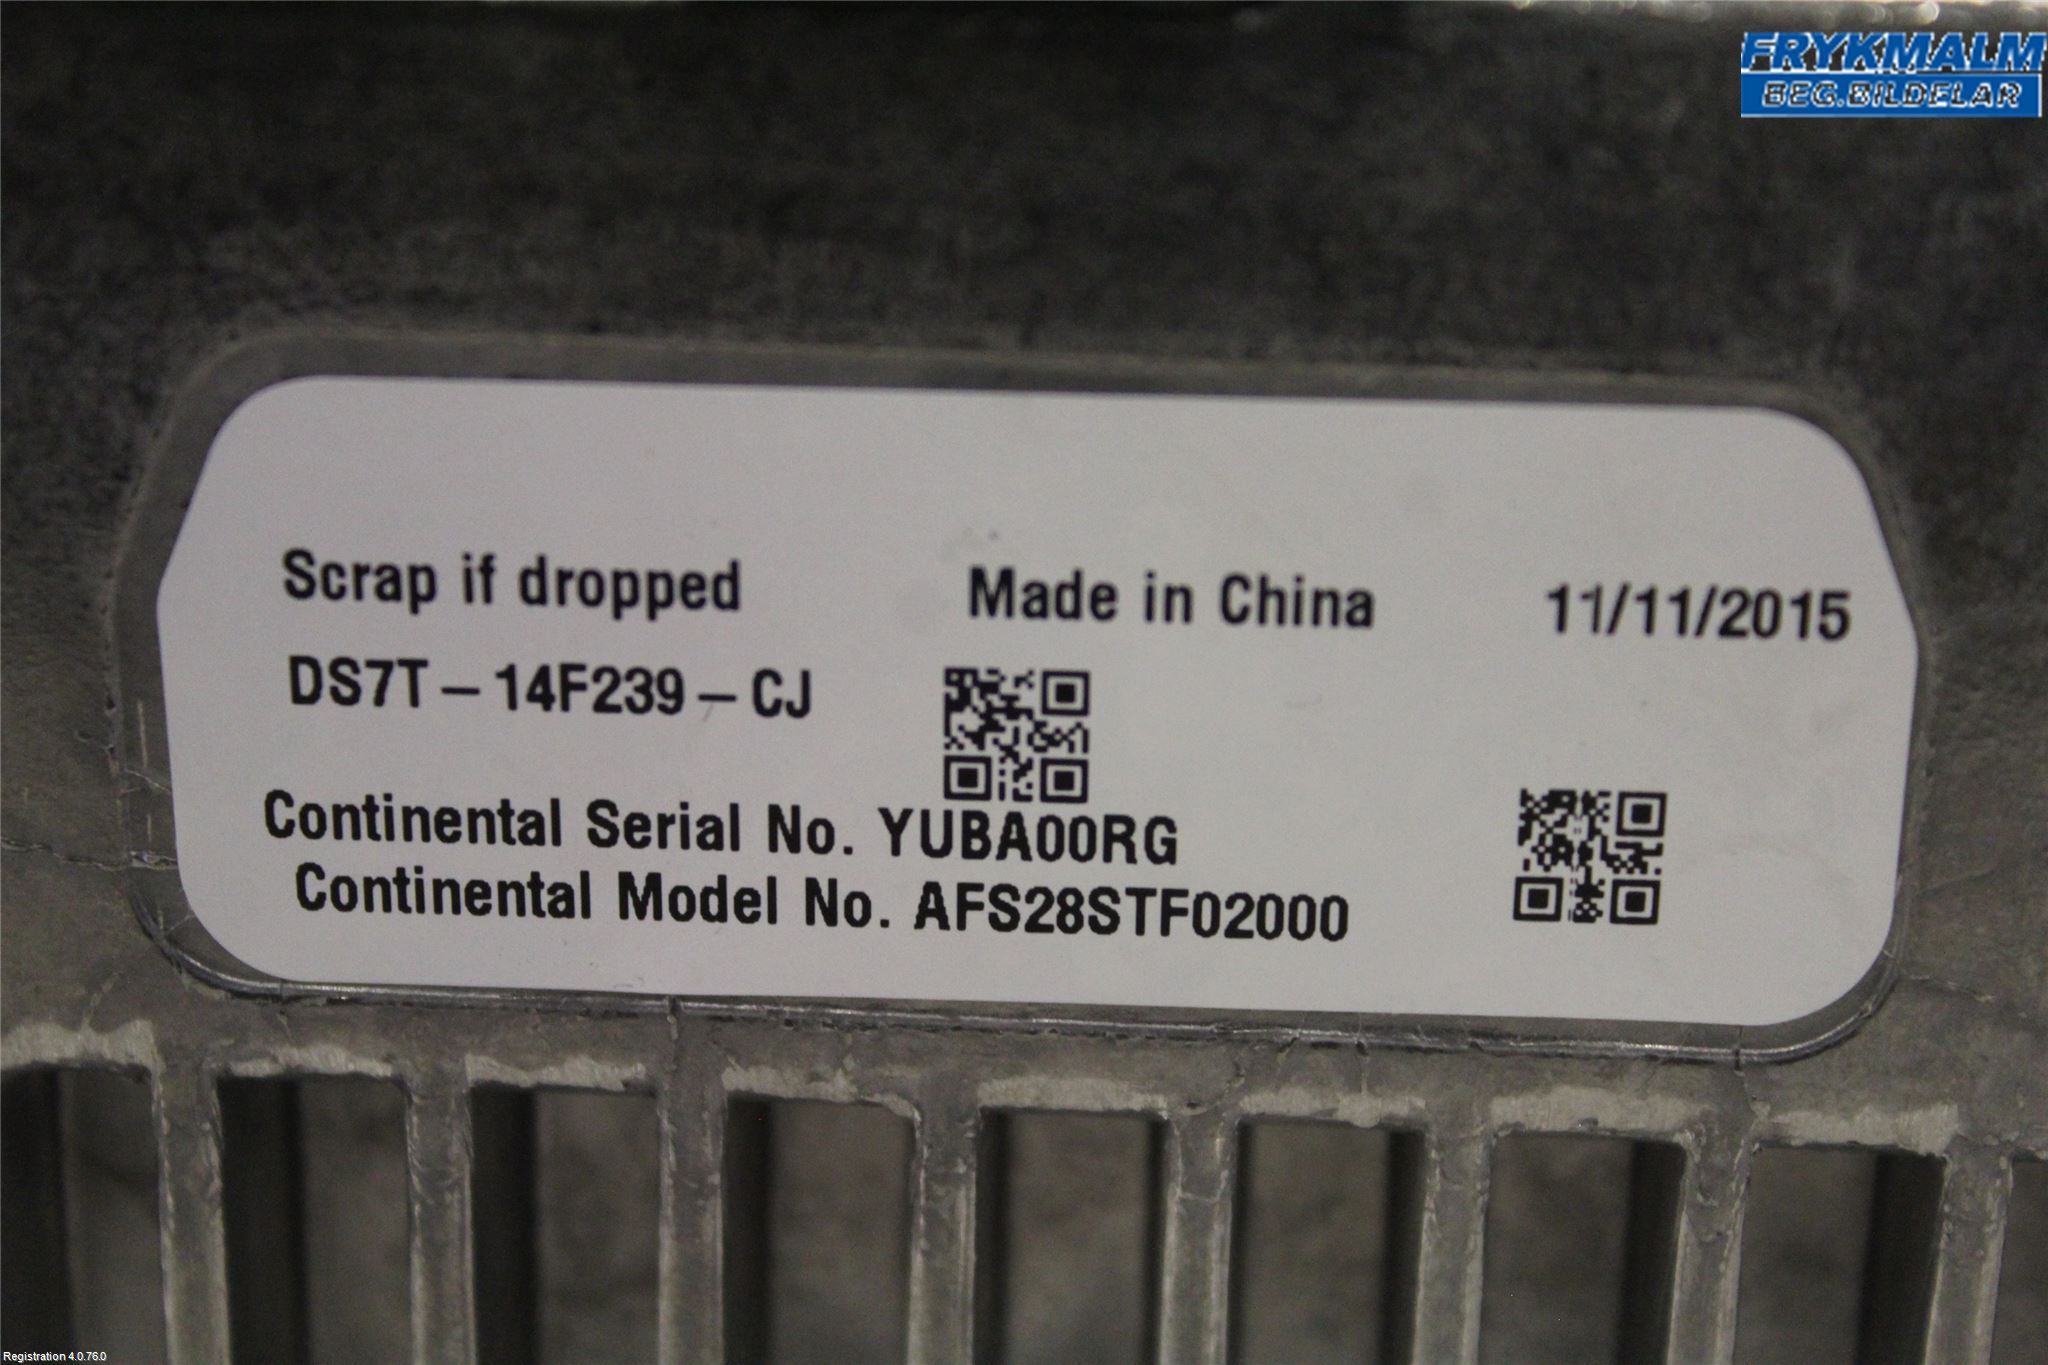 FRYKMALM
BEG.BILDELAR
Scrap if dropped Made in China 11/11/2015
DS7T-14F239-CJ
Continental Serial No. YUBA00RG
Continental Model No. AFS28STF02000
Registration 4.0.76.0